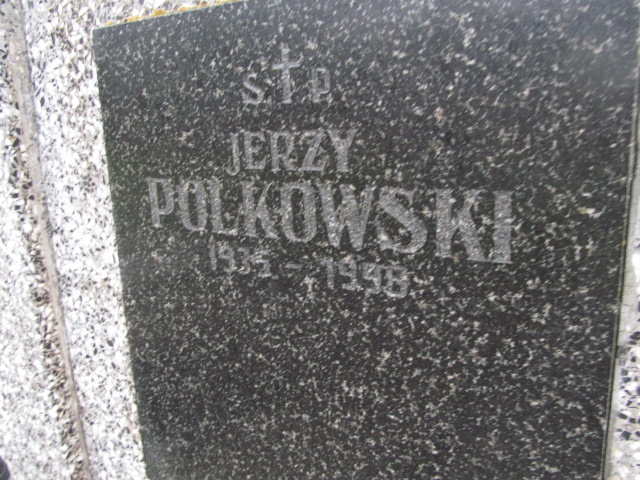 S.†P.
JERZY
POLKOWSKI
1935 - 1998